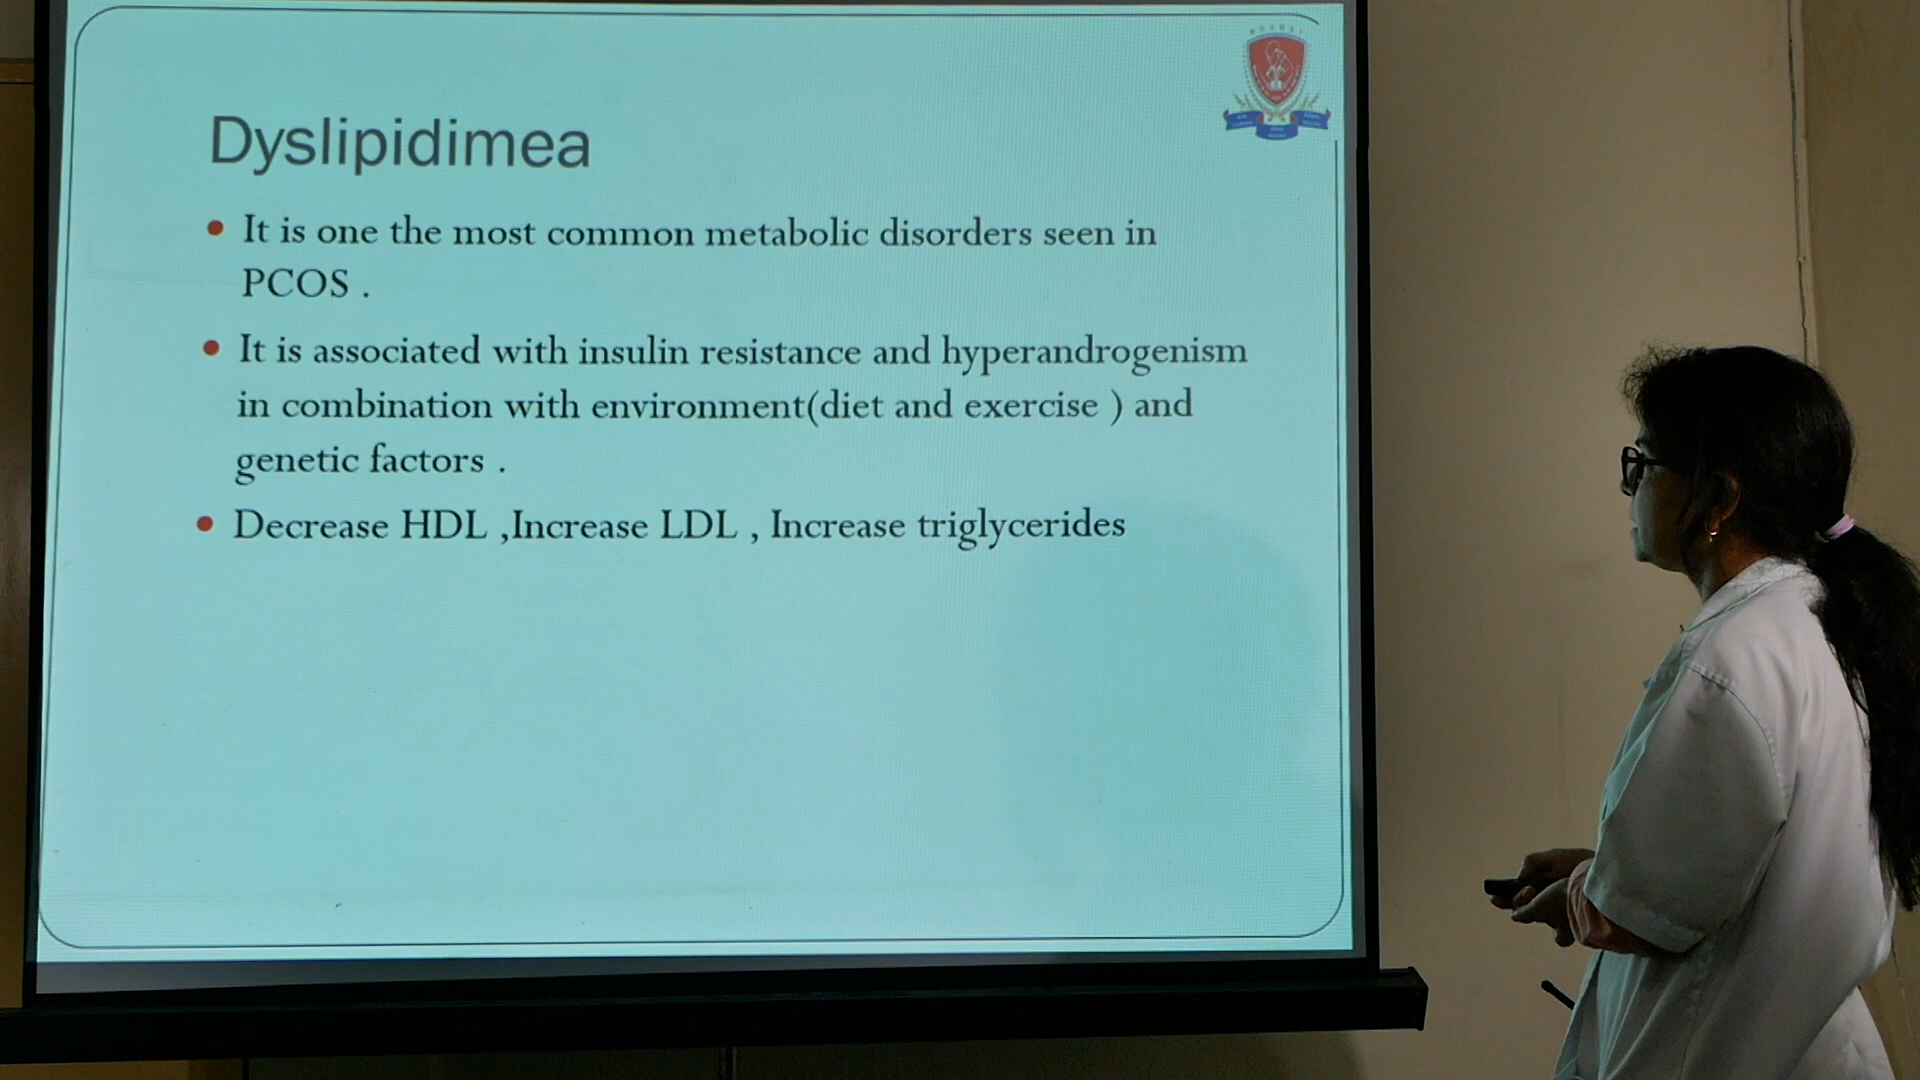 Dyslipidimea
• It is one the most common metabolic disorders seen in
PCOS .
• It is associated with insulin resistance and hyperandrogenism
in combination with environment(diet and exercise ) and
genetic factors .
• Decrease HDL ,Increase LDL , Increase triglycerides